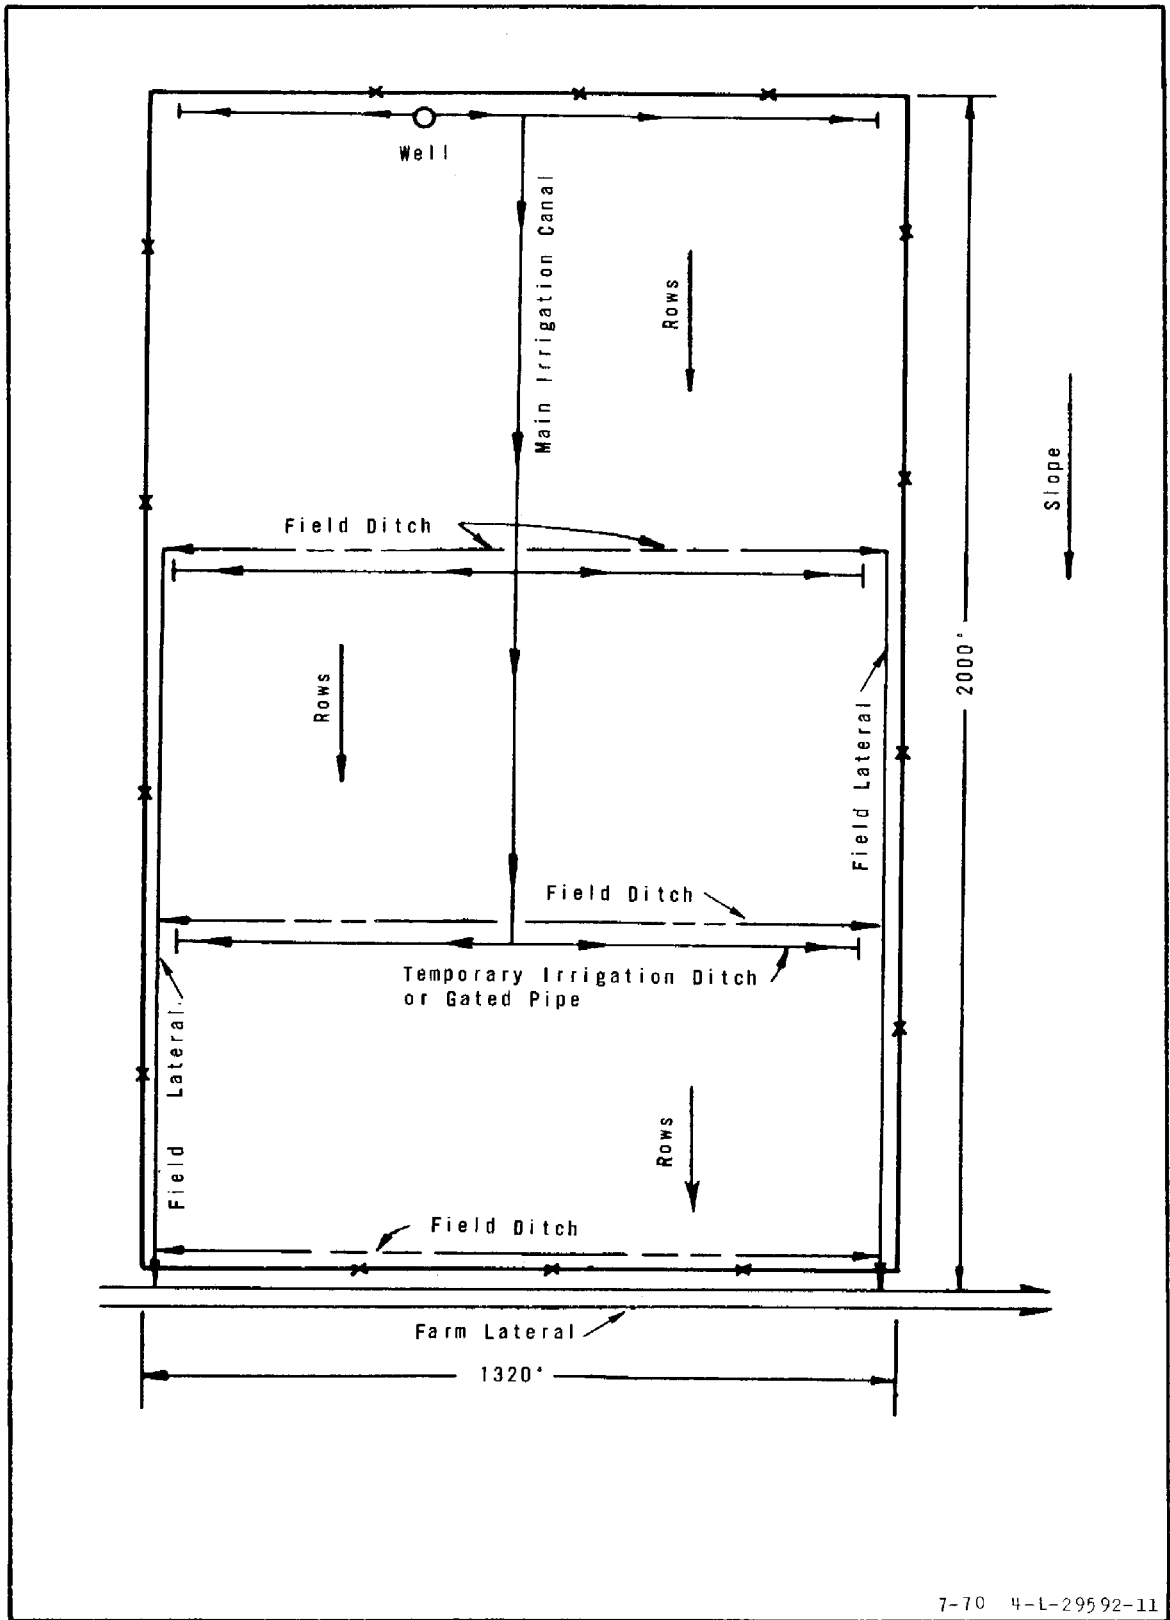 Well
Main Irrigation Canal
Rows
Slope
Field Ditch
2000'
Rows
Field Lateral
Field Ditch
Temporary Irrigation Ditch
or Gated Pipe
Field Lateral
Rows
Field Ditch
Farm Lateral
1320'
7-70 4-L-29592-11